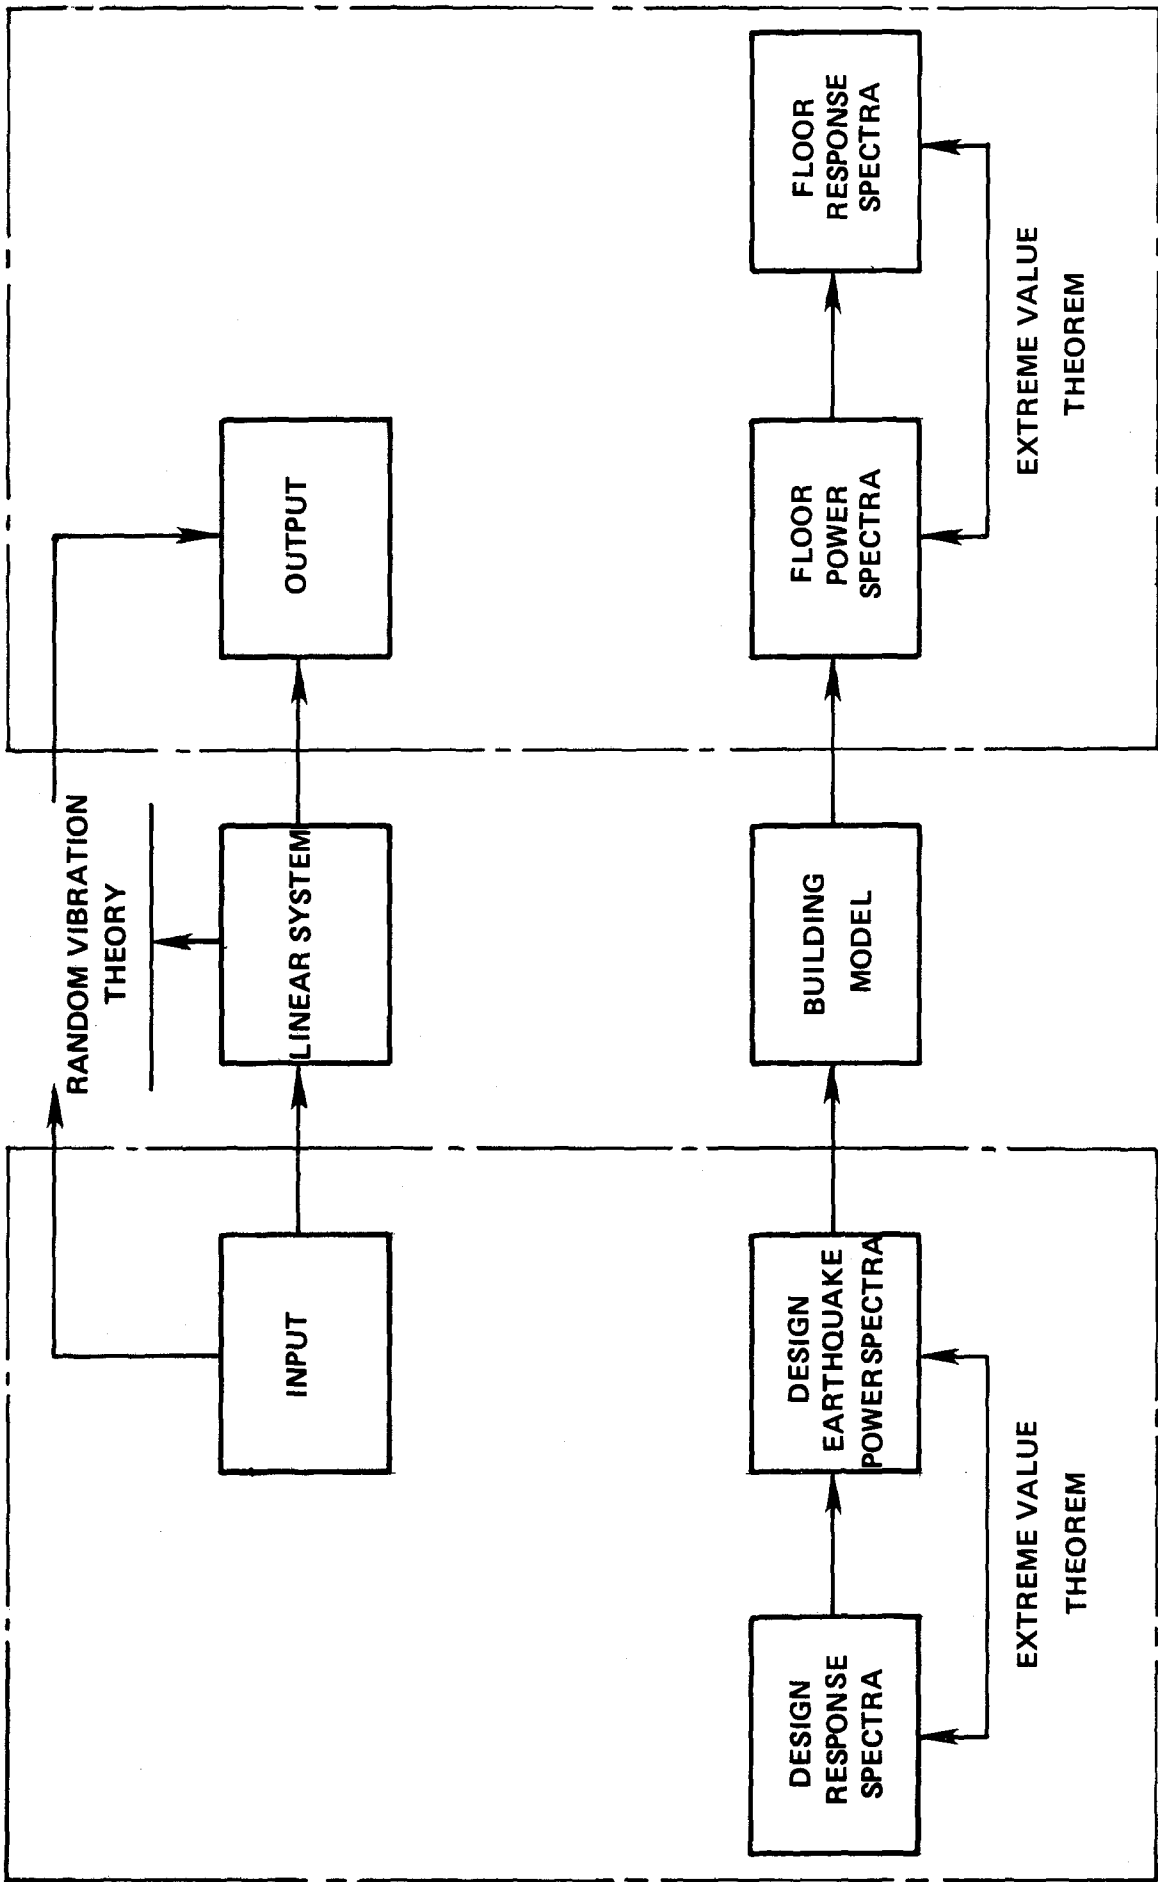 RANDOM VIBRATION
THEORY
INPUT
LINEAR SYSTEM
OUTPUT
DESIGN
RESPONSE
SPECTRA
DESIGN
EARTHQUAKE
POWER SPECTRA
BUILDING
MODEL
FLOOR
POWER
SPECTRA
FLOOR
RESPONSE
SPECTRA
EXTREME VALUE
THEOREM
EXTREME VALUE
THEOREM